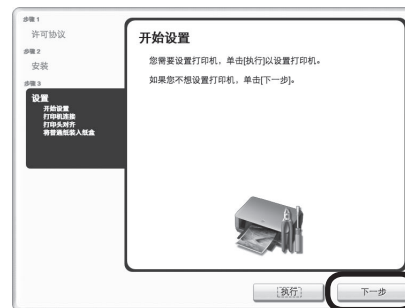 步骤 1
许可协议
步骤 2
安装
步骤 3
设置
开始设置
打印机连接
打印头对齐
将普通纸装入纸盒
开始设置
您需要设置打印机，单击[执行]以设置打印机。
如果您不想设置打印机，单击[下一步]。
执行
下一步